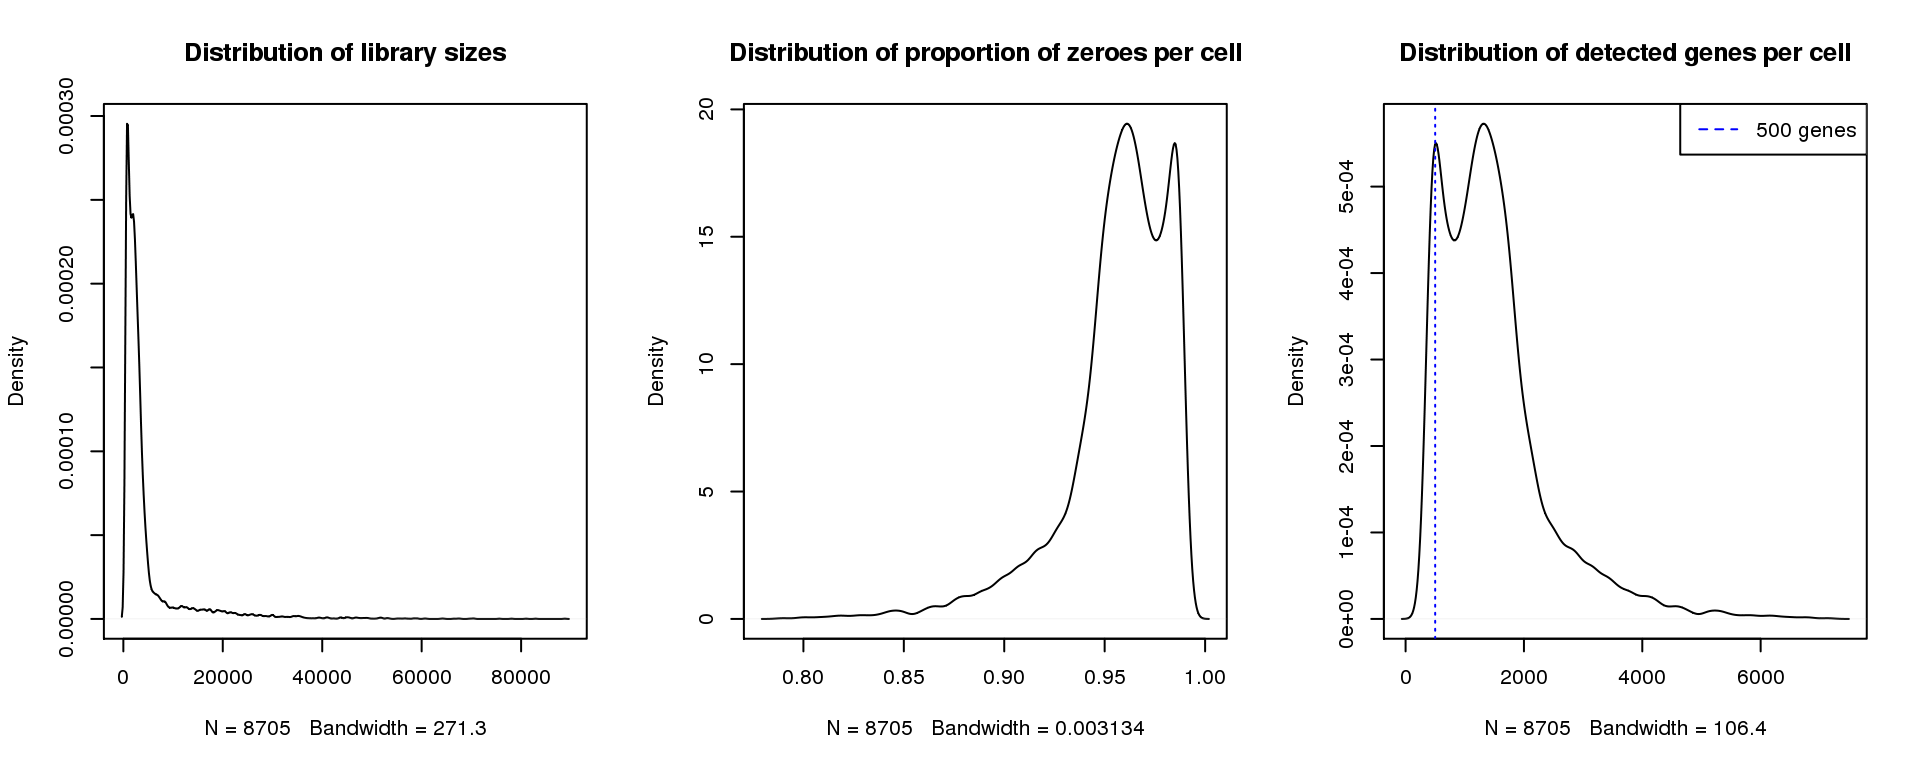 Distribution of library sizes
Density
0.00000
0.00010
0.00020
0.00030
0
20000
40000
60000
80000
N = 8705 Bandwidth = 271.3
Distribution of proportion of zeroes per cell
Density
0
5
10
15
20
0.80
0.85
0.90
0.95
1.00
N = 8705 Bandwidth = 0.003134
Distribution of detected genes per cell
500 genes
Density
0e+00
1e-04
2e-04
3e-04
4e-04
5e-04
0
2000
4000
6000
N = 8705 Bandwidth = 106.4